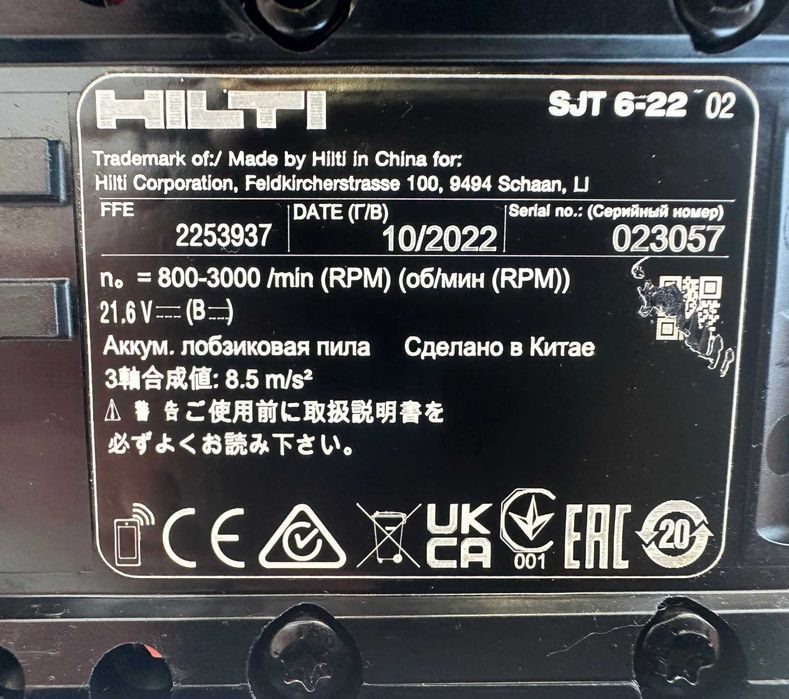 HILTI SJT 6-22 02
Trademark of:/ Made by Hilti in China for:
Hilti Corporation, Feldkircherstrasse 100, 9494 Schaan, LI
FFE DATE (Г/В) Serial no.: (Серийный номер)
2253937 10/2022 023057
n₀ = 800-3000 /min (RPM) (об/мин (RPM))
21.6 V⎓ (В⎓)
Аккум. лобзиковая пила Сделано в Китае
3軸合成値: 8.5 m/s²
⚠ 警告ご使用前に取扱説明書を
必ずよくお読み下さい。
CE UK CA 001 EAC 20